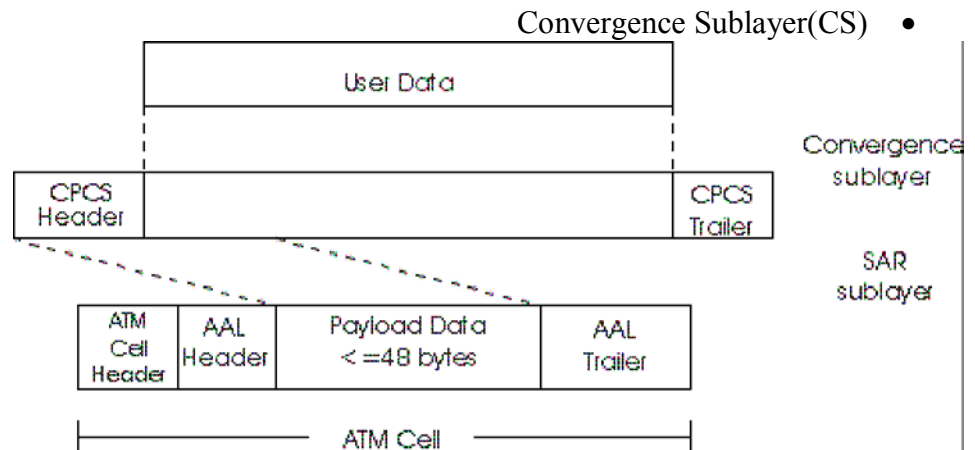 Convergence Sublayer(CS) •
User Data
Convergence
sublayer
CPCS
Header
CPCS
Trailer
SAR
sublayer
ATM
Cell
Header
AAL
Header
Payload Data
< =48 bytes
AAL
Trailer
ATM Cell